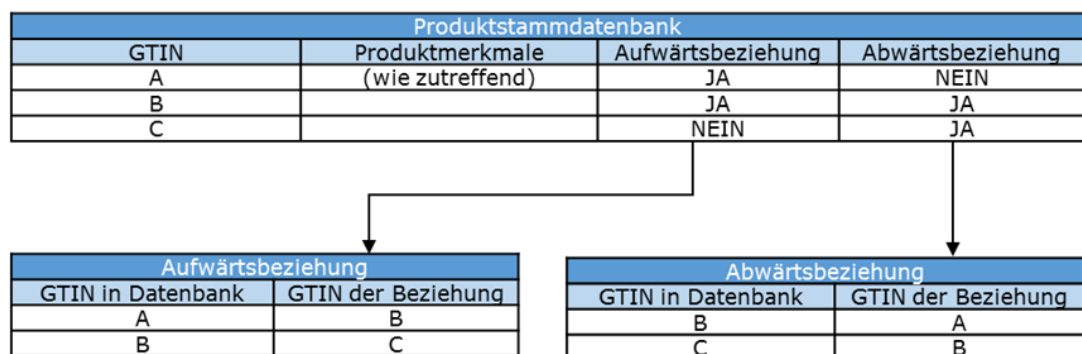 Produktstammdatenbank
GTIN Produktmerkmale Aufwärtsbeziehung Abwärtsbeziehung
A (wie zutreffend) JA NEIN
B JA JA
C NEIN JA
Aufwärtsbeziehung
GTIN in Datenbank GTIN der Beziehung
A B
B C
Abwärtsbeziehung
GTIN in Datenbank GTIN der Beziehung
B A
C B